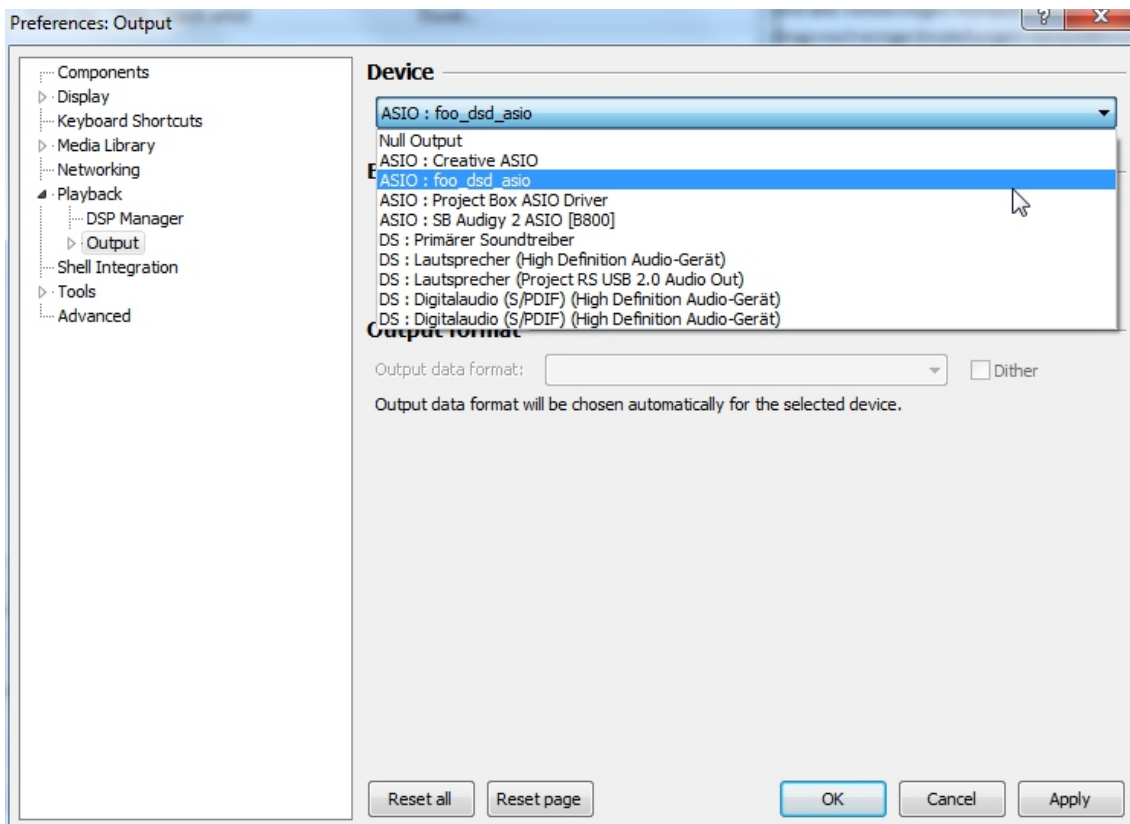 Preferences: Output
Components
Display
Keyboard Shortcuts
Media Library
Networking
Playback
DSP Manager
Output
Shell Integration
Tools
Advanced
Device
ASIO : foo_dsd_asio
Null Output
ASIO : Creative ASIO
ASIO : foo_dsd_asio
ASIO : Project Box ASIO Driver
ASIO : SB Audigy 2 ASIO [B800]
DS : Primärer Soundtreiber
DS : Lautsprecher (High Definition Audio-Gerät)
DS : Lautsprecher (Project RS USB 2.0 Audio Out)
DS : Digitalaudio (S/PDIF) (High Definition Audio-Gerät)
DS : Digitalaudio (S/PDIF) (High Definition Audio-Gerät)
Output format
Output data format:
Dither
Output data format will be chosen automatically for the selected device.
Reset all
Reset page
OK
Cancel
Apply